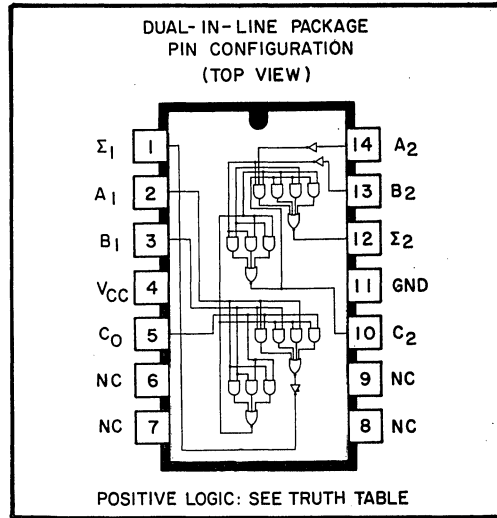 DUAL-IN-LINE PACKAGE
PIN CONFIGURATION
(TOP VIEW)
Σ1 1 14 A2
A1 2 13 B2
B1 3 12 Σ2
VCC 4 11 GND
C0 5 10 C2
NC 6 9 NC
NC 7 8 NC
POSITIVE LOGIC: SEE TRUTH TABLE